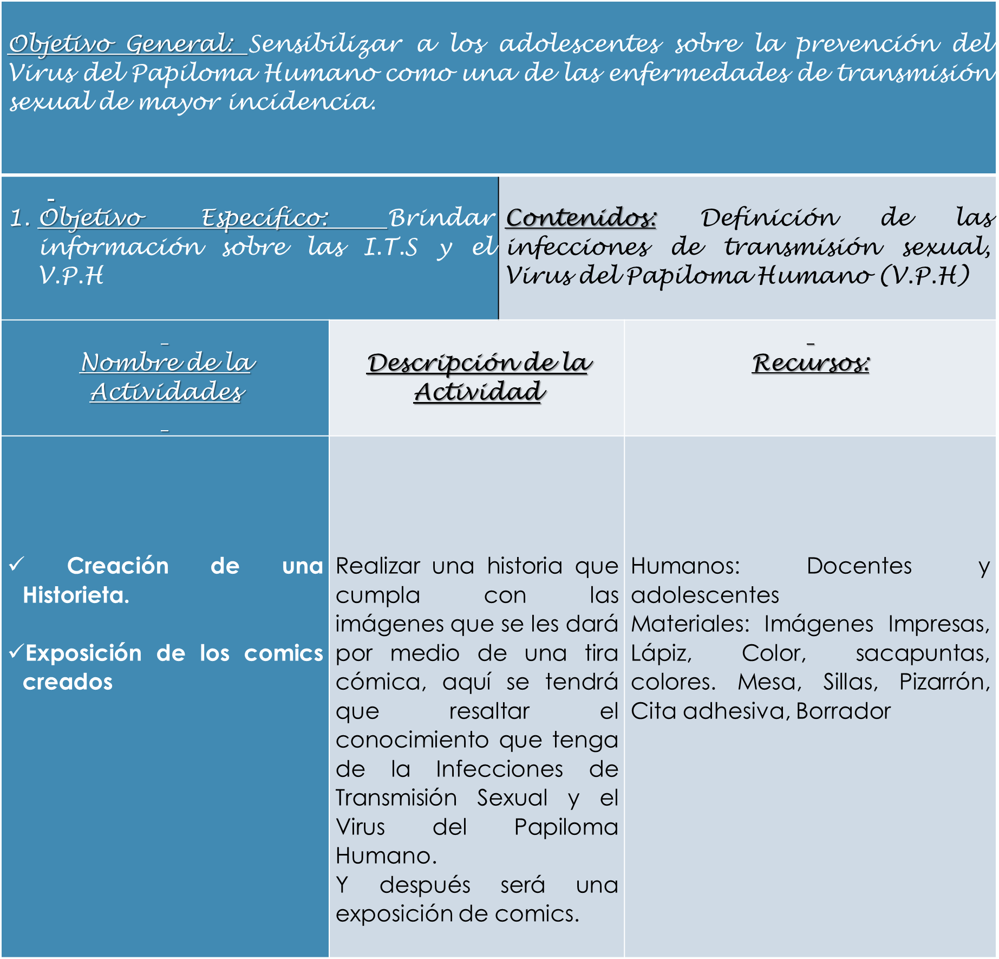 Objetivo General: Sensibilizar a los adolescentes sobre la prevención del
Virus del Papiloma Humano como una de las enfermedades de transmisión
sexual de mayor incidencia.
1. Objetivo Específico: Brindar
información sobre las I.T.S y el
V.P.H
Contenidos: Definición de las
infecciones de transmisión sexual,
Virus del Papiloma Humano (V.P.H)
Nombre de la
Actividades
Descripción de la
Actividad
Recursos:
✓ Creación de una
Historieta.
✓Exposición de los comics
creados
Realizar una historia que
cumpla con las
imágenes que se les dará
por medio de una tira
cómica, aquí se tendrá
que resaltar el
conocimiento que tenga
de la Infecciones de
Transmisión Sexual y el
Virus del Papiloma
Humano.
Y después será una
exposición de comics.
Humanos: Docentes y
adolescentes
Materiales: Imágenes Impresas,
Lápiz, Color, sacapuntas,
colores. Mesa, Sillas, Pizarrón,
Cita adhesiva, Borrador